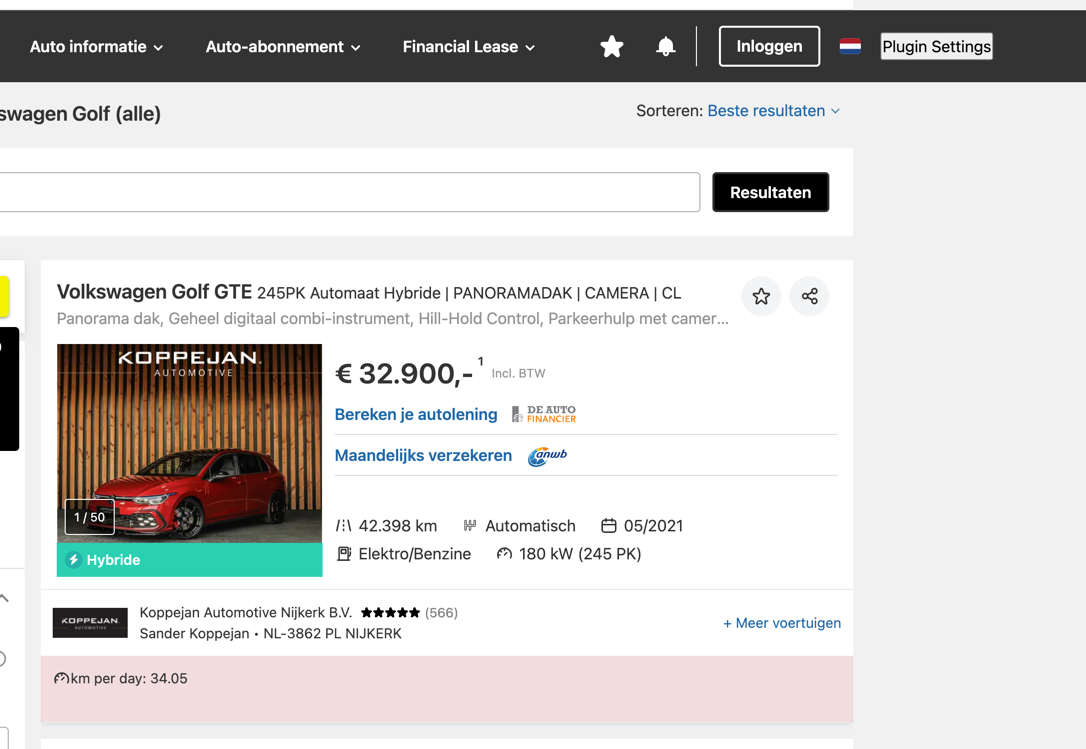 Auto informatie
Auto-abonnement
Financial Lease
Inloggen
Plugin Settings
swagen Golf (alle)
Sorteren: Beste resultaten
Resultaten
Volkswagen Golf GTE 245PK Automaat Hybride | PANORAMADAK | CAMERA | CL
Panorama dak, Geheel digitaal combi-instrument, Hill-Hold Control, Parkeerhulp met camer...
KOPPEJAN.
AUTOMOTIVE
1 / 50
Hybride
€ 32.900,- 1 Incl. BTW
Bereken je autolening
DE AUTO
FINANCIER
Maandelijks verzekeren
anwb
42.398 km
Automatisch
05/2021
Elektro/Benzine
180 kW (245 PK)
KOPPEJAN.
AUTOMOTIVE
Koppejan Automotive Nijkerk B.V. ★★★★★ (566)
Sander Koppejan • NL-3862 PL NIJKERK
+ Meer voertuigen
km per day: 34.05